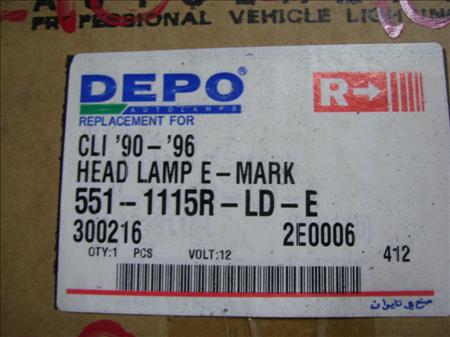 PROFESSIONAL VEHICLE LIGHTING
DEPO®
AUTOLAMPS
REPLACEMENT FOR
R
CLI '90-'96
HEAD LAMP E-MARK
551-1115R-LD-E
300216 2E0006
QTY:1 PCS VOLT:12 412